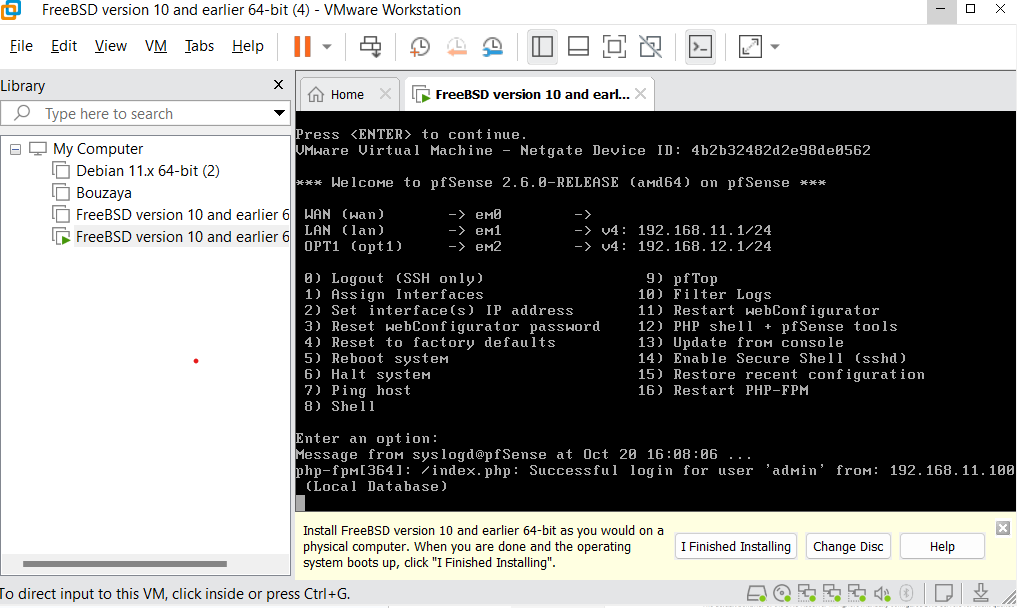 FreeBSD version 10 and earlier 64-bit (4) - VMware Workstation
File Edit View VM Tabs Help
Library
Type here to search
My Computer
Debian 11.x 64-bit (2)
Bouzaya
FreeBSD version 10 and earlier 6
FreeBSD version 10 and earlier 6
Home
FreeBSD version 10 and earl...
Press <ENTER> to continue.
VMware Virtual Machine - Netgate Device ID: 4b2b32482d2e98de0562
*** Welcome to pfSense 2.6.0-RELEASE (amd64) on pfSense ***
WAN (wan) -> em0 ->
LAN (lan) -> em1 -> v4: 192.168.11.1/24
OPT1 (opt1) -> em2 -> v4: 192.168.12.1/24
0) Logout (SSH only) 9) pfTop
1) Assign Interfaces 10) Filter Logs
2) Set interface(s) IP address 11) Restart webConfigurator
3) Reset webConfigurator password 12) PHP shell + pfSense tools
4) Reset to factory defaults 13) Update from console
5) Reboot system 14) Enable Secure Shell (sshd)
6) Halt system 15) Restore recent configuration
7) Ping host 16) Restart PHP-FPM
8) Shell
Enter an option:
Message from syslogd@pfSense at Oct 20 16:08:06 ...
php-fpm[364]: /index.php: Successful login for user 'admin' from: 192.168.11.100
(Local Database)
Install FreeBSD version 10 and earlier 64-bit as you would on a
physical computer. When you are done and the operating
system boots up, click "I Finished Installing".
I Finished Installing
Change Disc
Help
To direct input to this VM, click inside or press Ctrl+G.